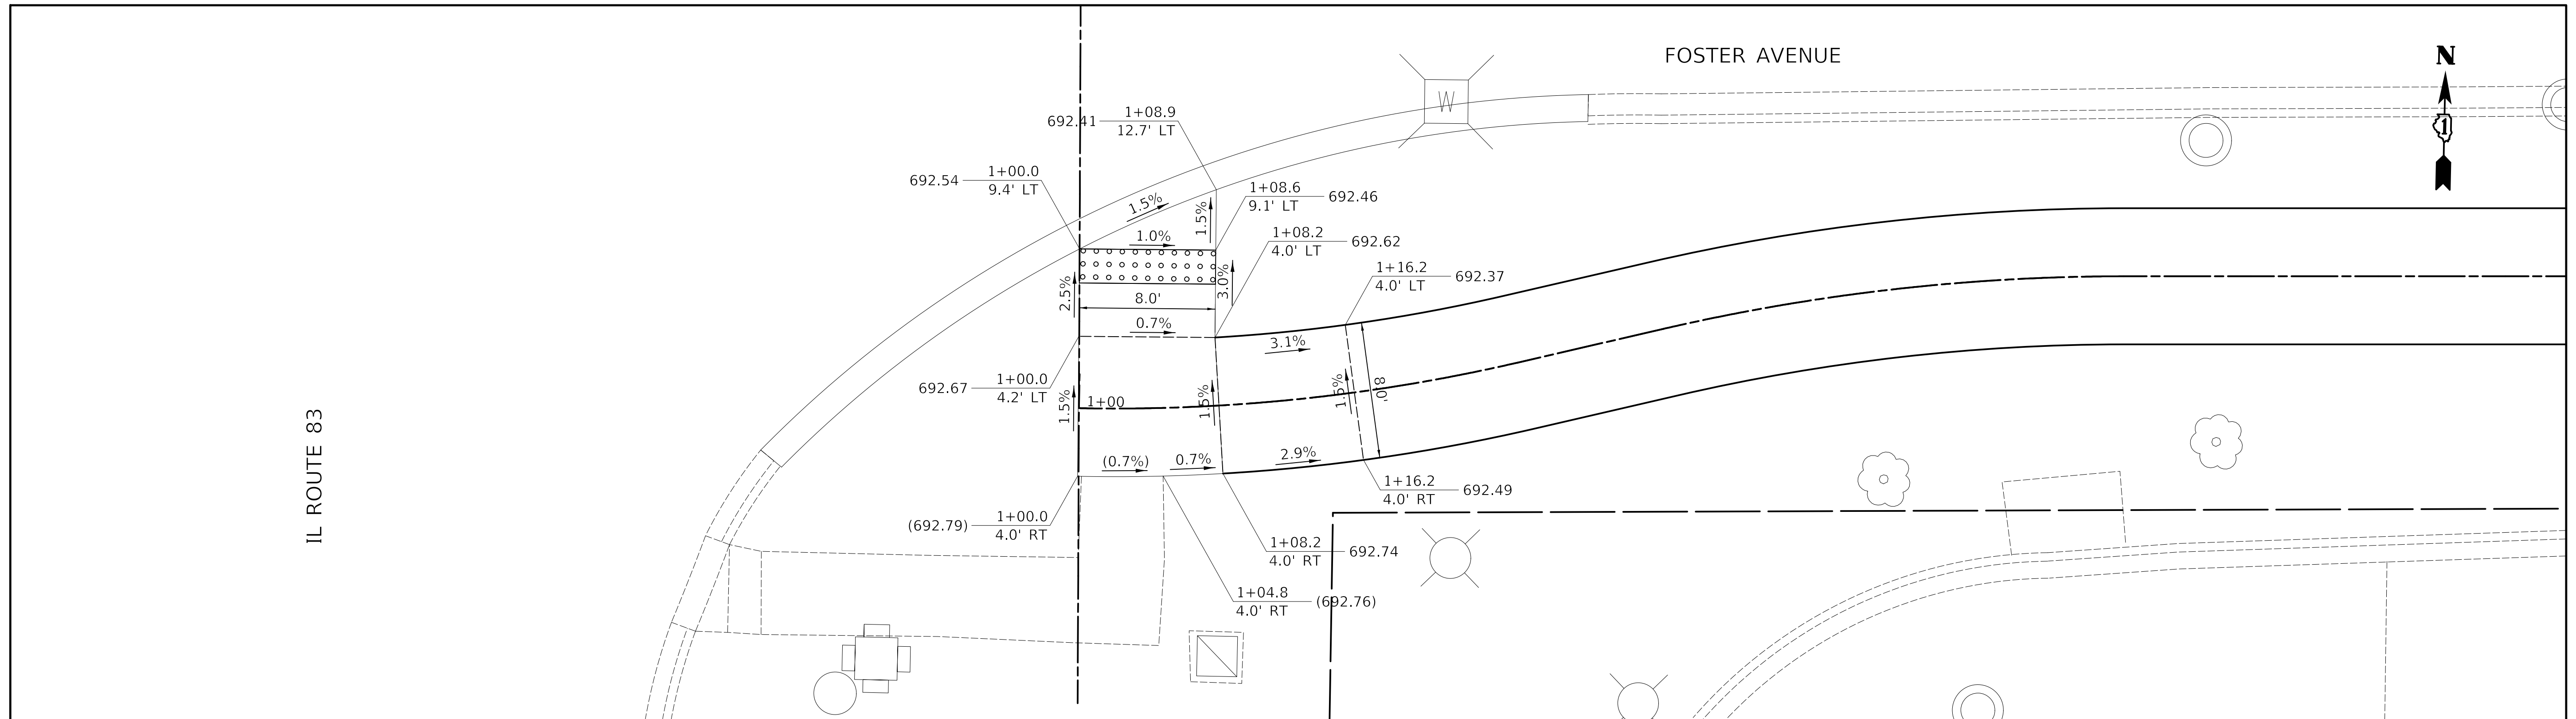 FOSTER AVENUE
N
1
W
1+08.9
692.41
12.7' LT
1+00.0
692.54
9.4' LT
1.5%
1.5%
1+08.6
692.46
9.1' LT
1.0%
1+08.2
692.62
4.0' LT
1+16.2
692.37
4.0' LT
2.5%
3.0%
8.0'
0.7%
3.1%
1+00.0
692.67
4.2' LT
1.5%
1+00
1.5%
1.5%
8.0'
IL ROUTE 83
(0.7%)
0.7%
2.9%
1+16.2
692.49
4.0' RT
1+00.0
(692.79)
4.0' RT
1+08.2
692.74
4.0' RT
1+04.8
(692.76)
4.0' RT